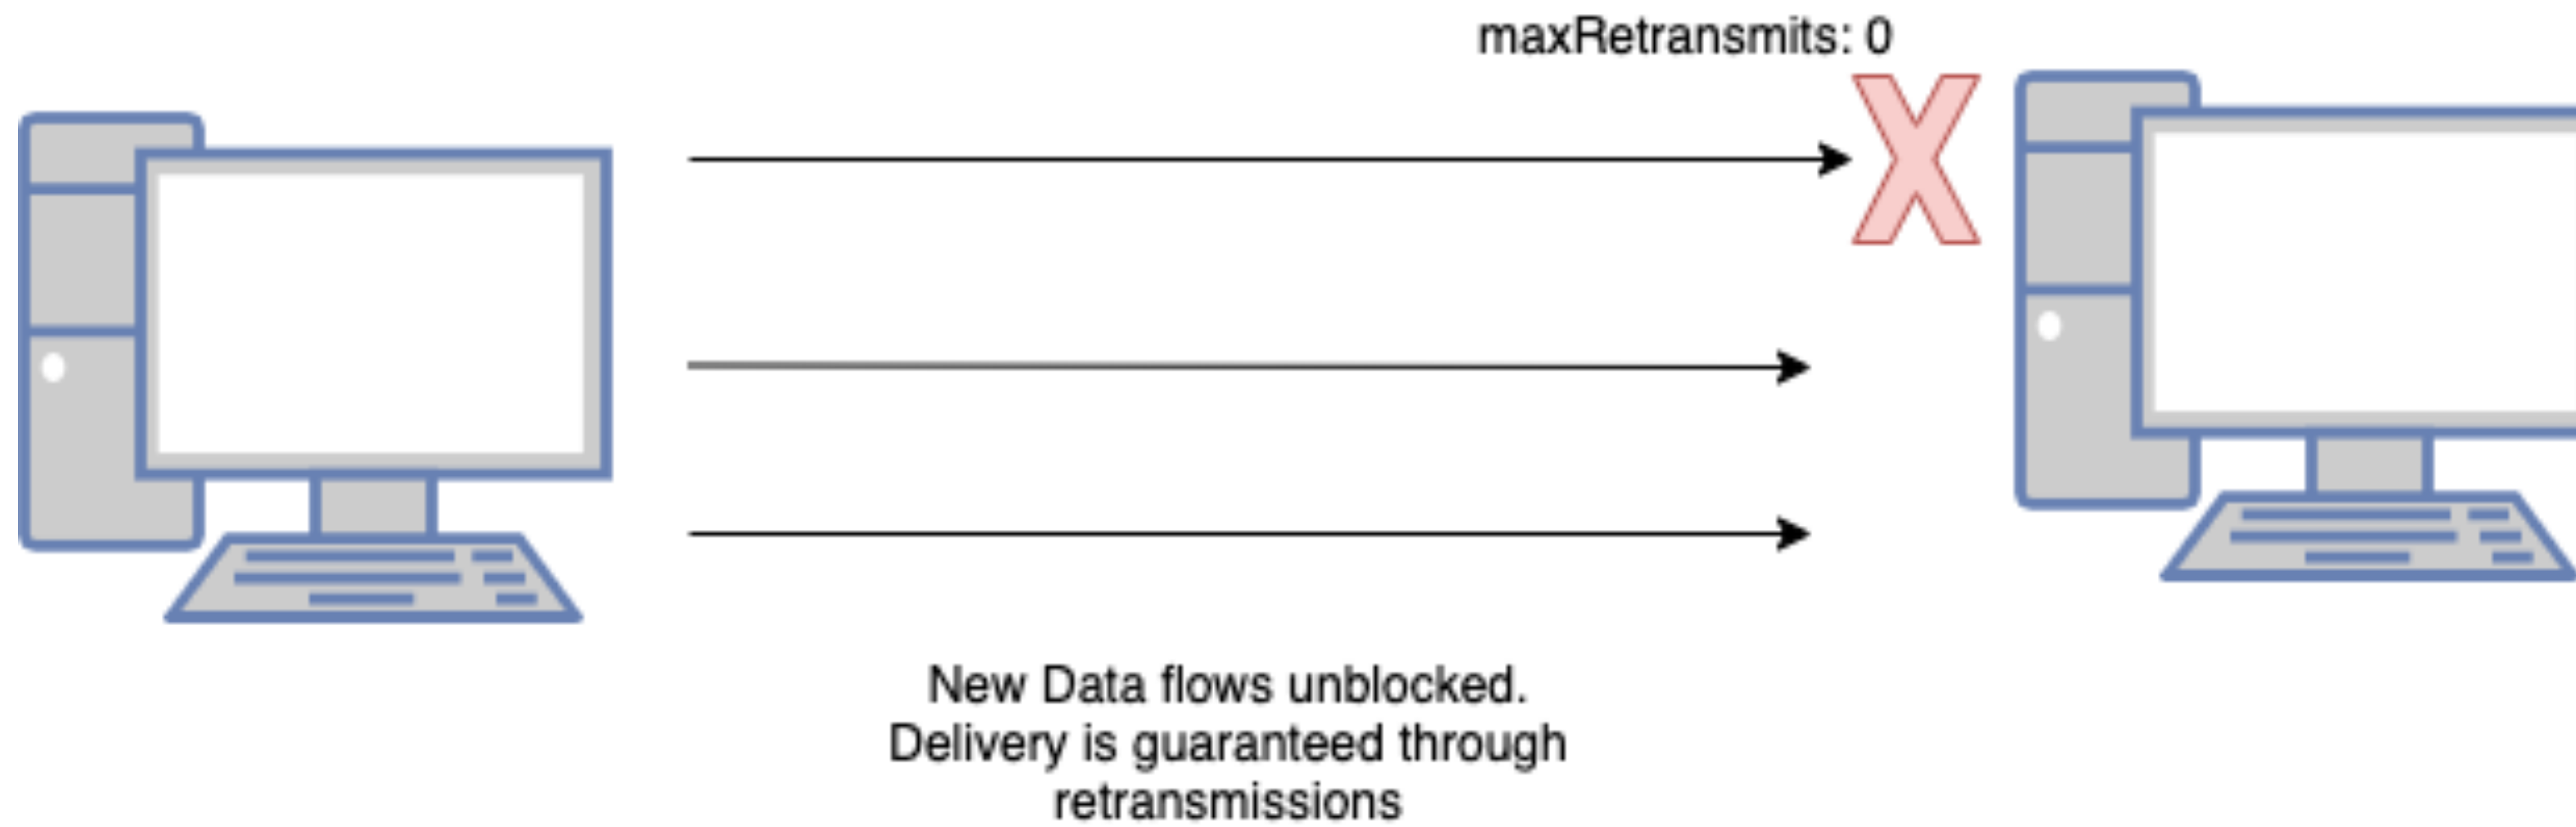 maxRetransmits: 0
New Data flows unblocked.
Delivery is guaranteed through
retransmissions